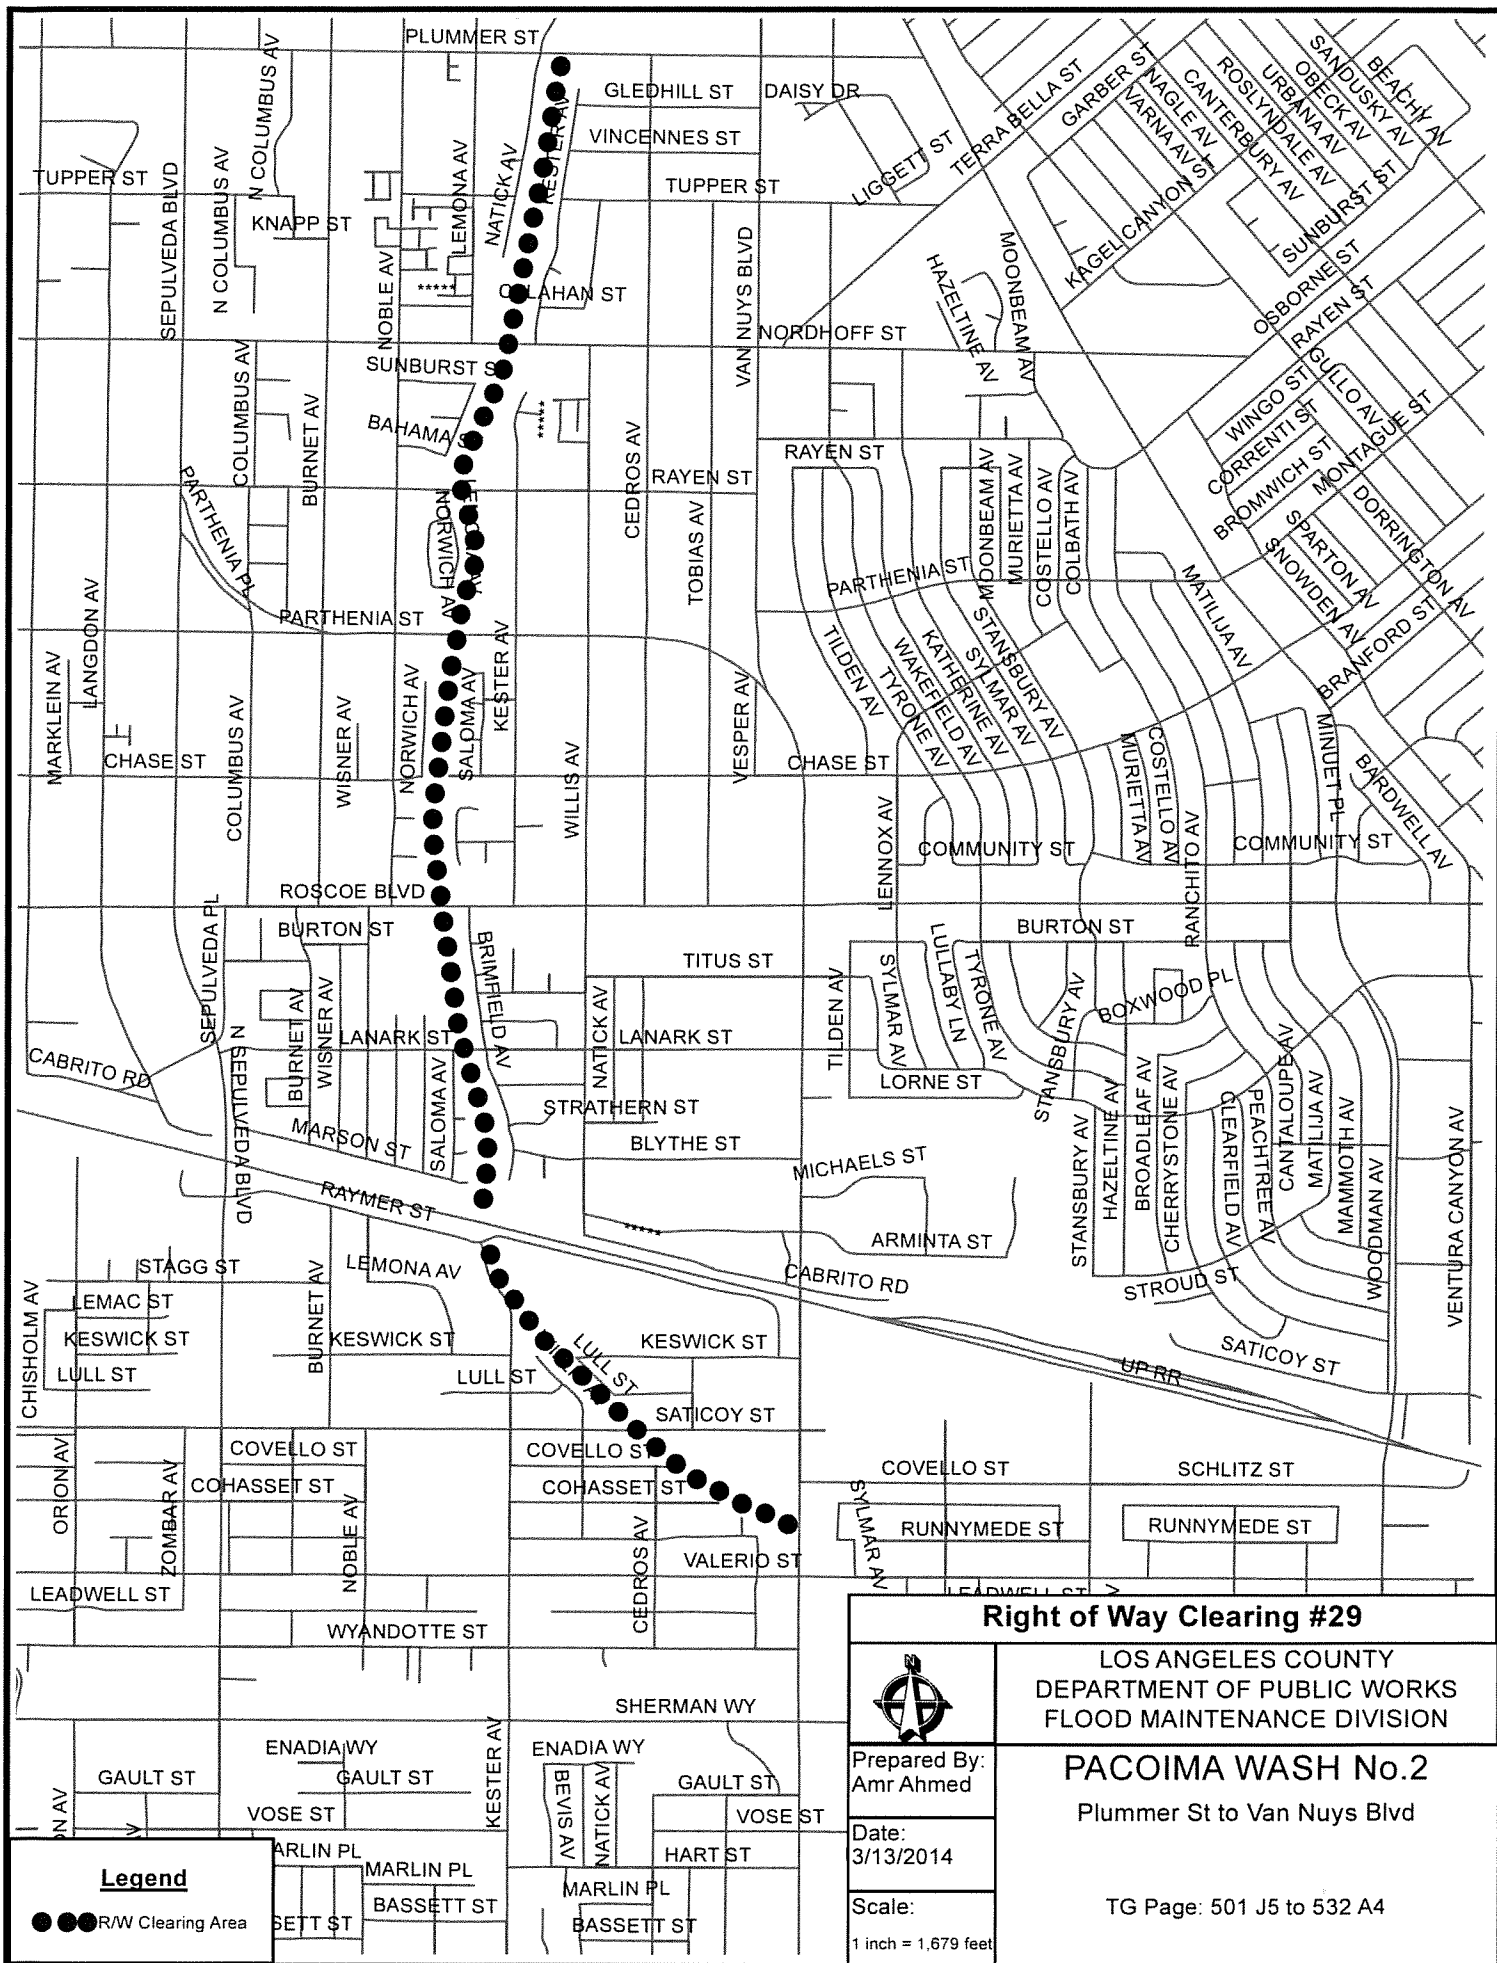 PLUMMER ST
N COLUMBUS AV
GLEDHILL ST
DAISY DR
VINCENNES ST
KESTER AV
TERRA BELLA ST
GARBER ST
NAGLE AV
VARNA AV
CANTERBURY AV
ROSLYNDALE AV
URBANA AV
OBECK AV
SANDUSKY AV
BEACHY AV
LIGGETT ST
KAGEL CANYON ST
SUNBURST ST
OSBORNE ST
RAYEN ST
TUPPER ST
SEPULVEDA BLVD
N COLUMBUS AV
KNAPP ST
LEMONA AV
NATICK AV
TUPPER ST
NOBLE AV
*****
VAN NUYS BLVD
HAZELTINE AV
MOONBEAM AV
NORDHOFF ST
SUNBURST S
BAHAMA S
*****
COLUMBUS AV
BURNET AV
CEDROS AV
RAYEN ST
RAYEN ST
GULLO AV
WINGO ST
CORRENTI ST
BROMWICH ST
MONTAGUE ST
DORRINGTON AV
SPARTON AV
SNOWDEN AV
BRANFORD ST
PARTHENIA PL
NORWICH AV
TOBIAS AV
MOONBEAM AV
MURIETTA AV
COSTELLO AV
COLBATH AV
PARTHENIA ST
PARTHENIA ST
MATILIJA AV
LANGDON AV
MARKLEIN AV
CHASE ST
COLUMBUS AV
WISNER AV
NORWICH AV
SALOMA AV
KESTER AV
WILLIS AV
VESPER AV
CHASE ST
TILDEN AV
TYRONE AV
WAKEFIELD AV
KATHERINE AV
SYLMAR AV
STANSBURY AV
MURIETTA AV
COSTELLO AV
RANCHITO AV
MINUET PL
BARDWELL AV
LENNOX AV
COMMUNITY ST
COMMUNITY ST
ROSCOE BLVD
SEPULVEDA PL
BURTON ST
BRIMFIELD AV
BURTON ST
TITUS ST
TILDEN AV
SYLMAR AV
LULLABY LN
TYRONE AV
STANSBURY AV
BOXWOOD PL
N SEPULVEDA BLVD
BURNET AV
WISNER AV
LANARK ST
NATICK AV
LANARK ST
CABRITO RD
LORNE ST
SALOMA AV
STRATHERN ST
MARSON ST
BLYTHE ST
MICHAELS ST
STANSBURY AV
HAZELTINE AV
BROADLEAF AV
CHERRYSTONE AV
CLEARFIELD AV
PEACHTREE AV
CANTALOUPE AV
MATILIJA AV
MAMMOTH AV
WOODMAN AV
VENTURA CANYON AV
RAYMER ST
*****
ARMINTA ST
CABRITO RD
STROUD ST
STAGG ST
LEMONA AV
LEMAC ST
KESWICK ST
LULL ST
CHISHOLM AV
BURNET AV
KESWICK ST
LULL ST
LULL ST
KESWICK ST
UP RR
SATICOY ST
SATICOY ST
ORION AV
COVELLO ST
COHASSET ST
ZOMBAR AV
NOBLE AV
COVELLO ST
COHASSET ST
COVELLO ST
SCHLITZ ST
SYLMAR AV
RUNNYMEDE ST
RUNNYMEDE ST
CEDROS AV
VALERIO ST
LEADWELL ST
LEADWELL ST
WYANDOTTE ST
SHERMAN WY
ENADIA WY
KESTER AV
ENADIA WY
GAULT ST
GAULT ST
BEVIS AV
NATICK AV
GAULT ST
VOSE ST
VOSE ST
ON AV
AV
HART ST
ARLIN PL
MARLIN PL
MARLIN PL
BASSETT ST
SETT ST
BASSETT ST
Legend
R/W Clearing Area
Right of Way Clearing #29
N
LOS ANGELES COUNTY
DEPARTMENT OF PUBLIC WORKS
FLOOD MAINTENANCE DIVISION
Prepared By:
Amr Ahmed
PACOIMA WASH No.2
Plummer St to Van Nuys Blvd
Date:
3/13/2014
Scale:
1 inch = 1,679 feet
TG Page: 501 J5 to 532 A4